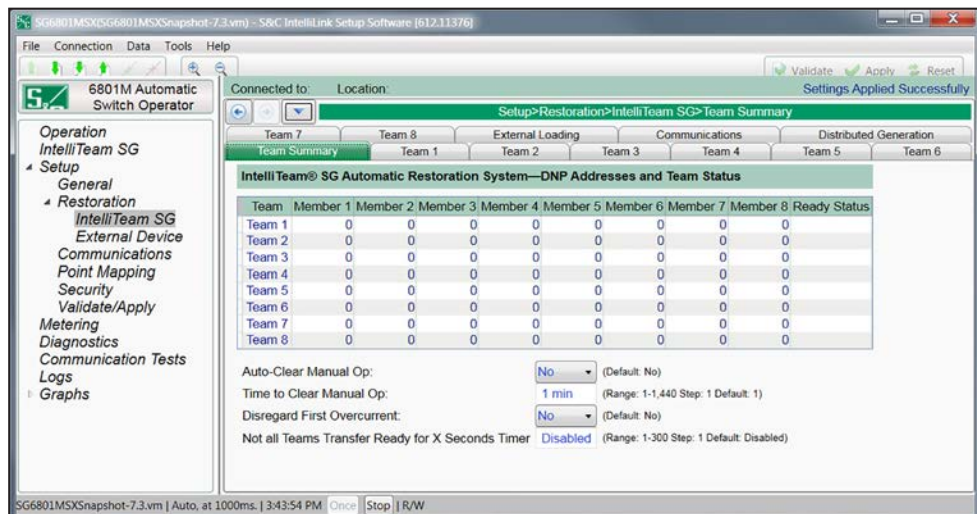 SG6801MSX(SG6801MSXSnapshot-7.3.vm) - S&C IntelliLink Setup Software [612.11376]
File Connection Data Tools Help
Validate Apply Reset
6801M Automatic
Switch Operator
Connected to: Location: Settings Applied Successfully
Setup>Restoration>IntelliTeam SG>Team Summary
Operation
IntelliTeam SG
Setup
General
Restoration
IntelliTeam SG
External Device
Communications
Point Mapping
Security
Validate/Apply
Metering
Diagnostics
Communication Tests
Logs
Graphs
Team 7 Team 8 External Loading Communications Distributed Generation
Team Summary Team 1 Team 2 Team 3 Team 4 Team 5 Team 6
IntelliTeam® SG Automatic Restoration System—DNP Addresses and Team Status
Team Member 1 Member 2 Member 3 Member 4 Member 5 Member 6 Member 7 Member 8 Ready Status
Team 1 0 0 0 0 0 0 0 0
Team 2 0 0 0 0 0 0 0 0
Team 3 0 0 0 0 0 0 0 0
Team 4 0 0 0 0 0 0 0 0
Team 5 0 0 0 0 0 0 0 0
Team 6 0 0 0 0 0 0 0 0
Team 7 0 0 0 0 0 0 0 0
Team 8 0 0 0 0 0 0 0 0
Auto-Clear Manual Op: No (Default: No)
Time to Clear Manual Op: 1 min (Range: 1-1,440 Step: 1 Default: 1)
Disregard First Overcurrent: No (Default: No)
Not all Teams Transfer Ready for X Seconds Timer Disabled (Range: 1-300 Step: 1 Default: Disabled)
SG6801MSXSnapshot-7.3.vm | Auto, at 1000ms. | 3:43:54 PM Once Stop | R/W